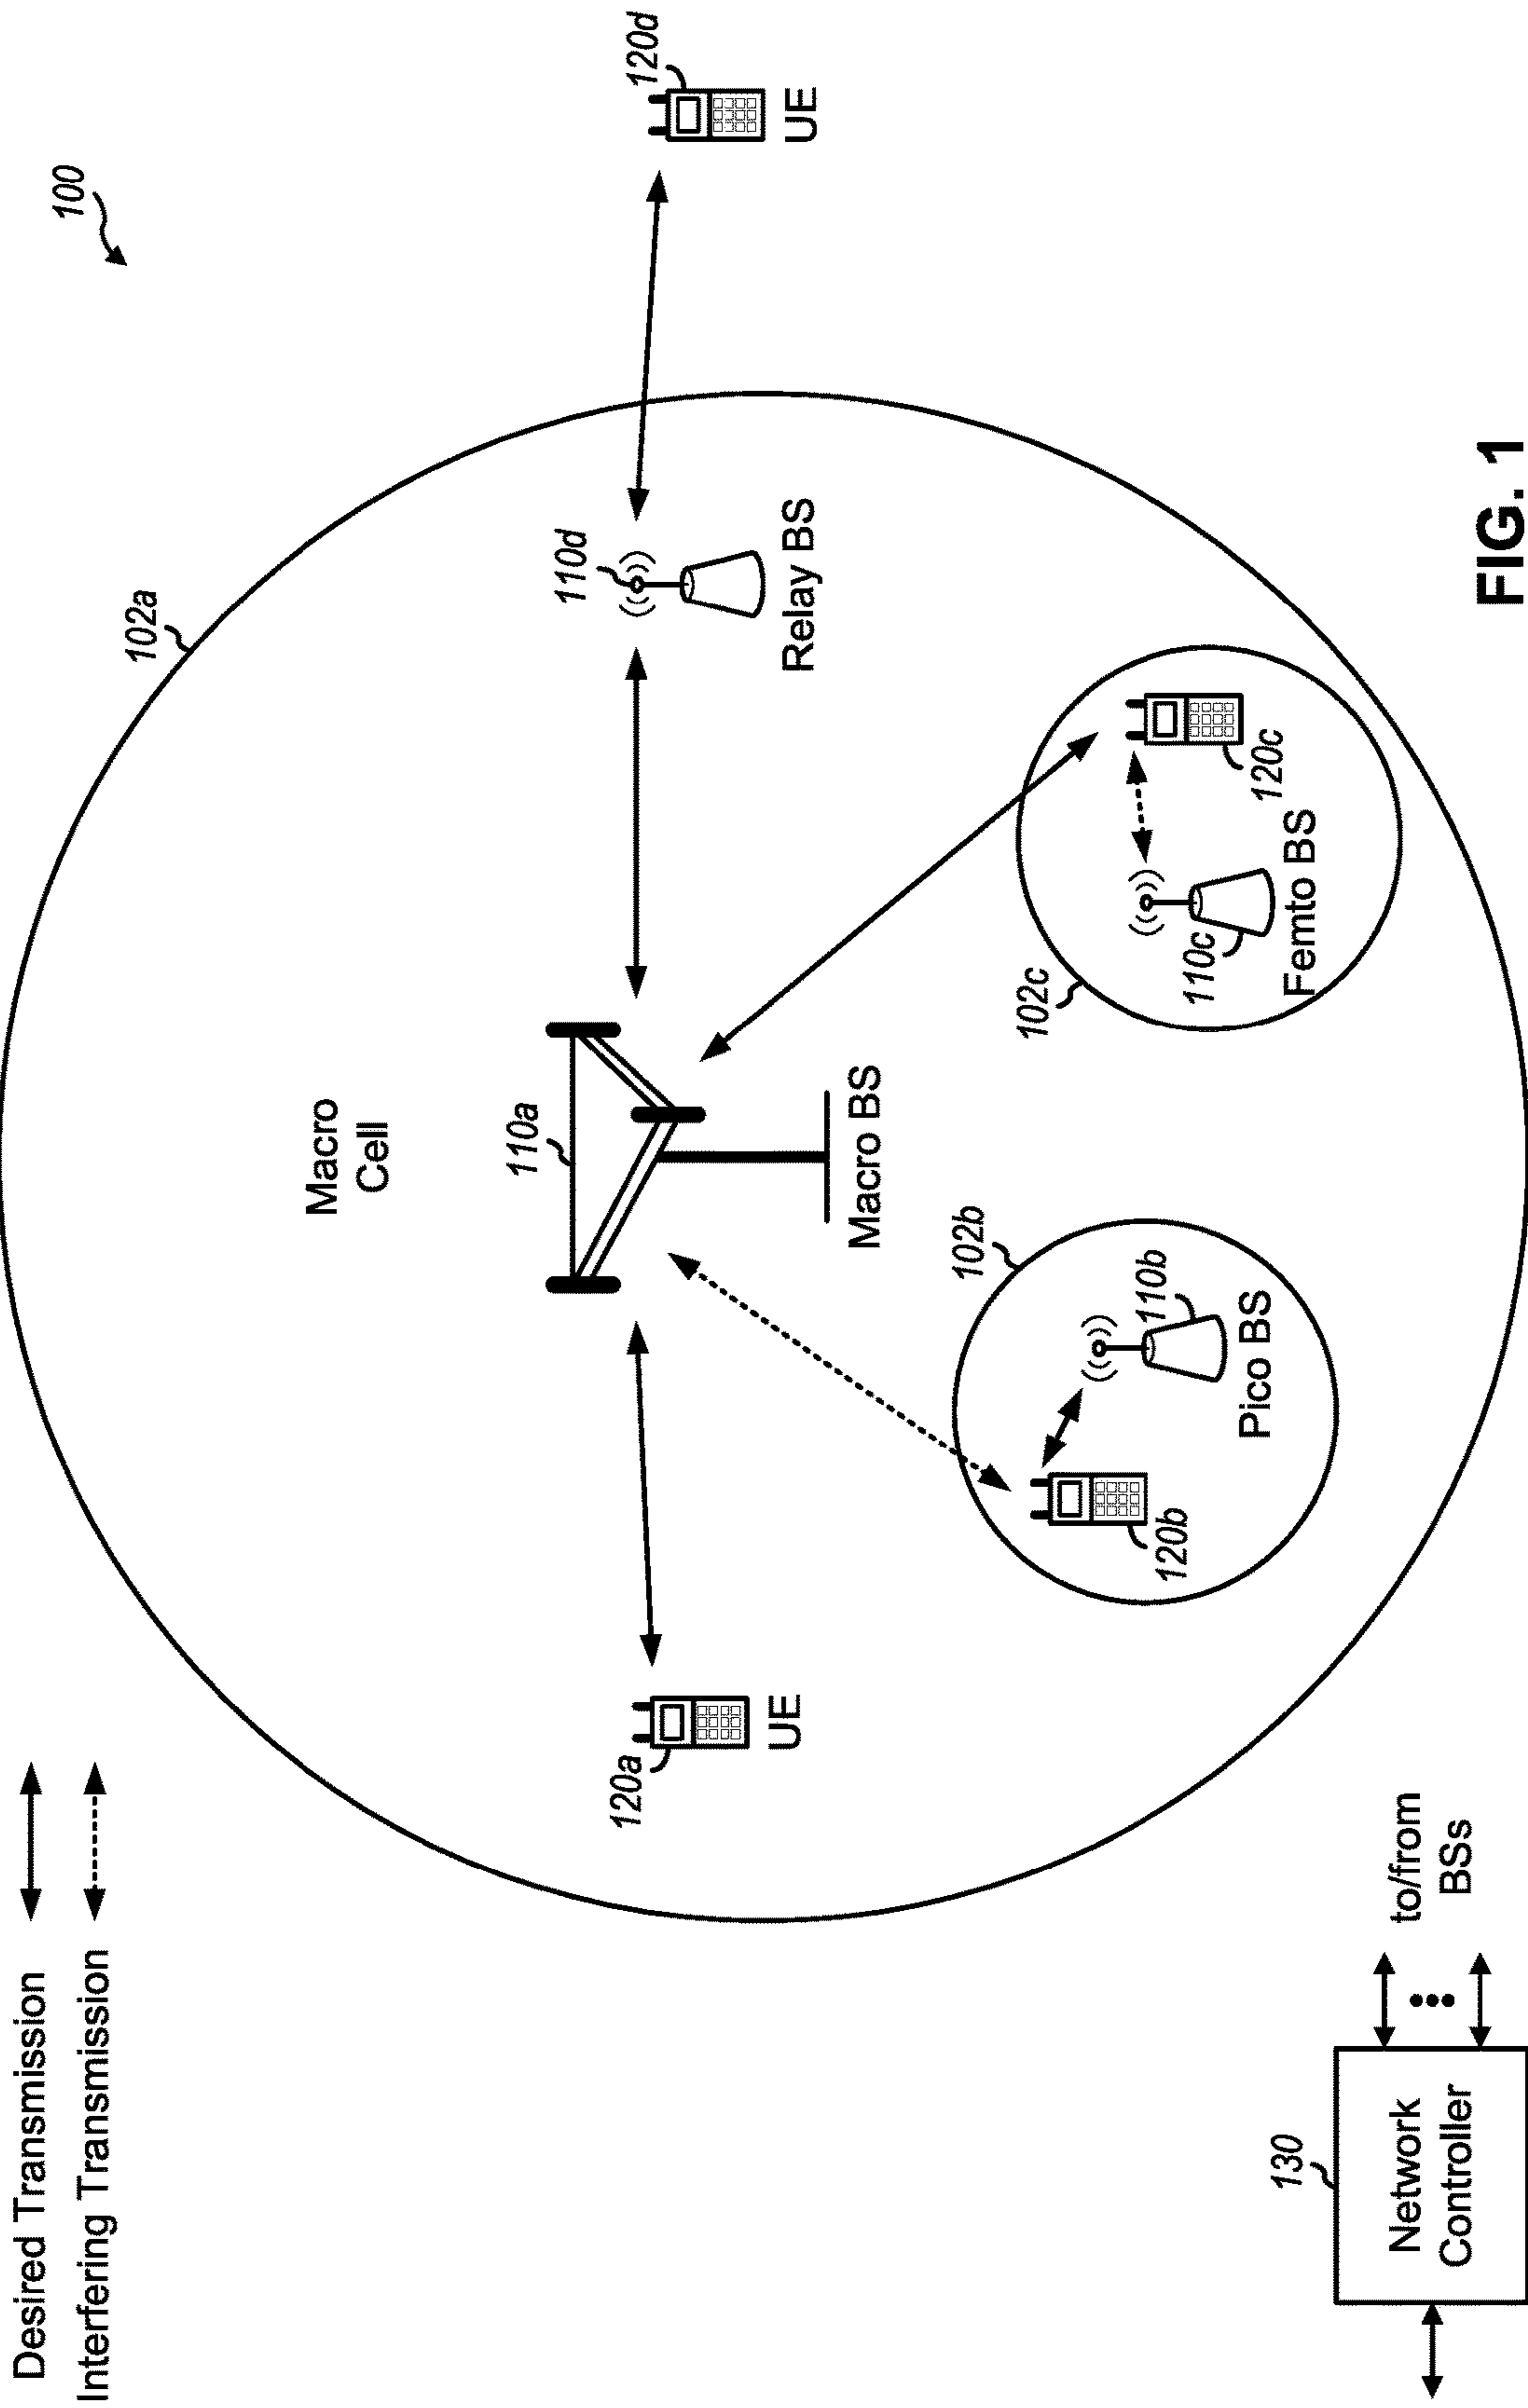 Desired Transmission
Interfering Transmission
100
102a
Macro
Cell
110a
Macro BS
120a
UE
110d
Relay BS
120d
UE
102b
110b
Pico BS
120b
102c
110c
Femto BS
120c
130
Network
Controller
to/from
BSs
FIG. 1